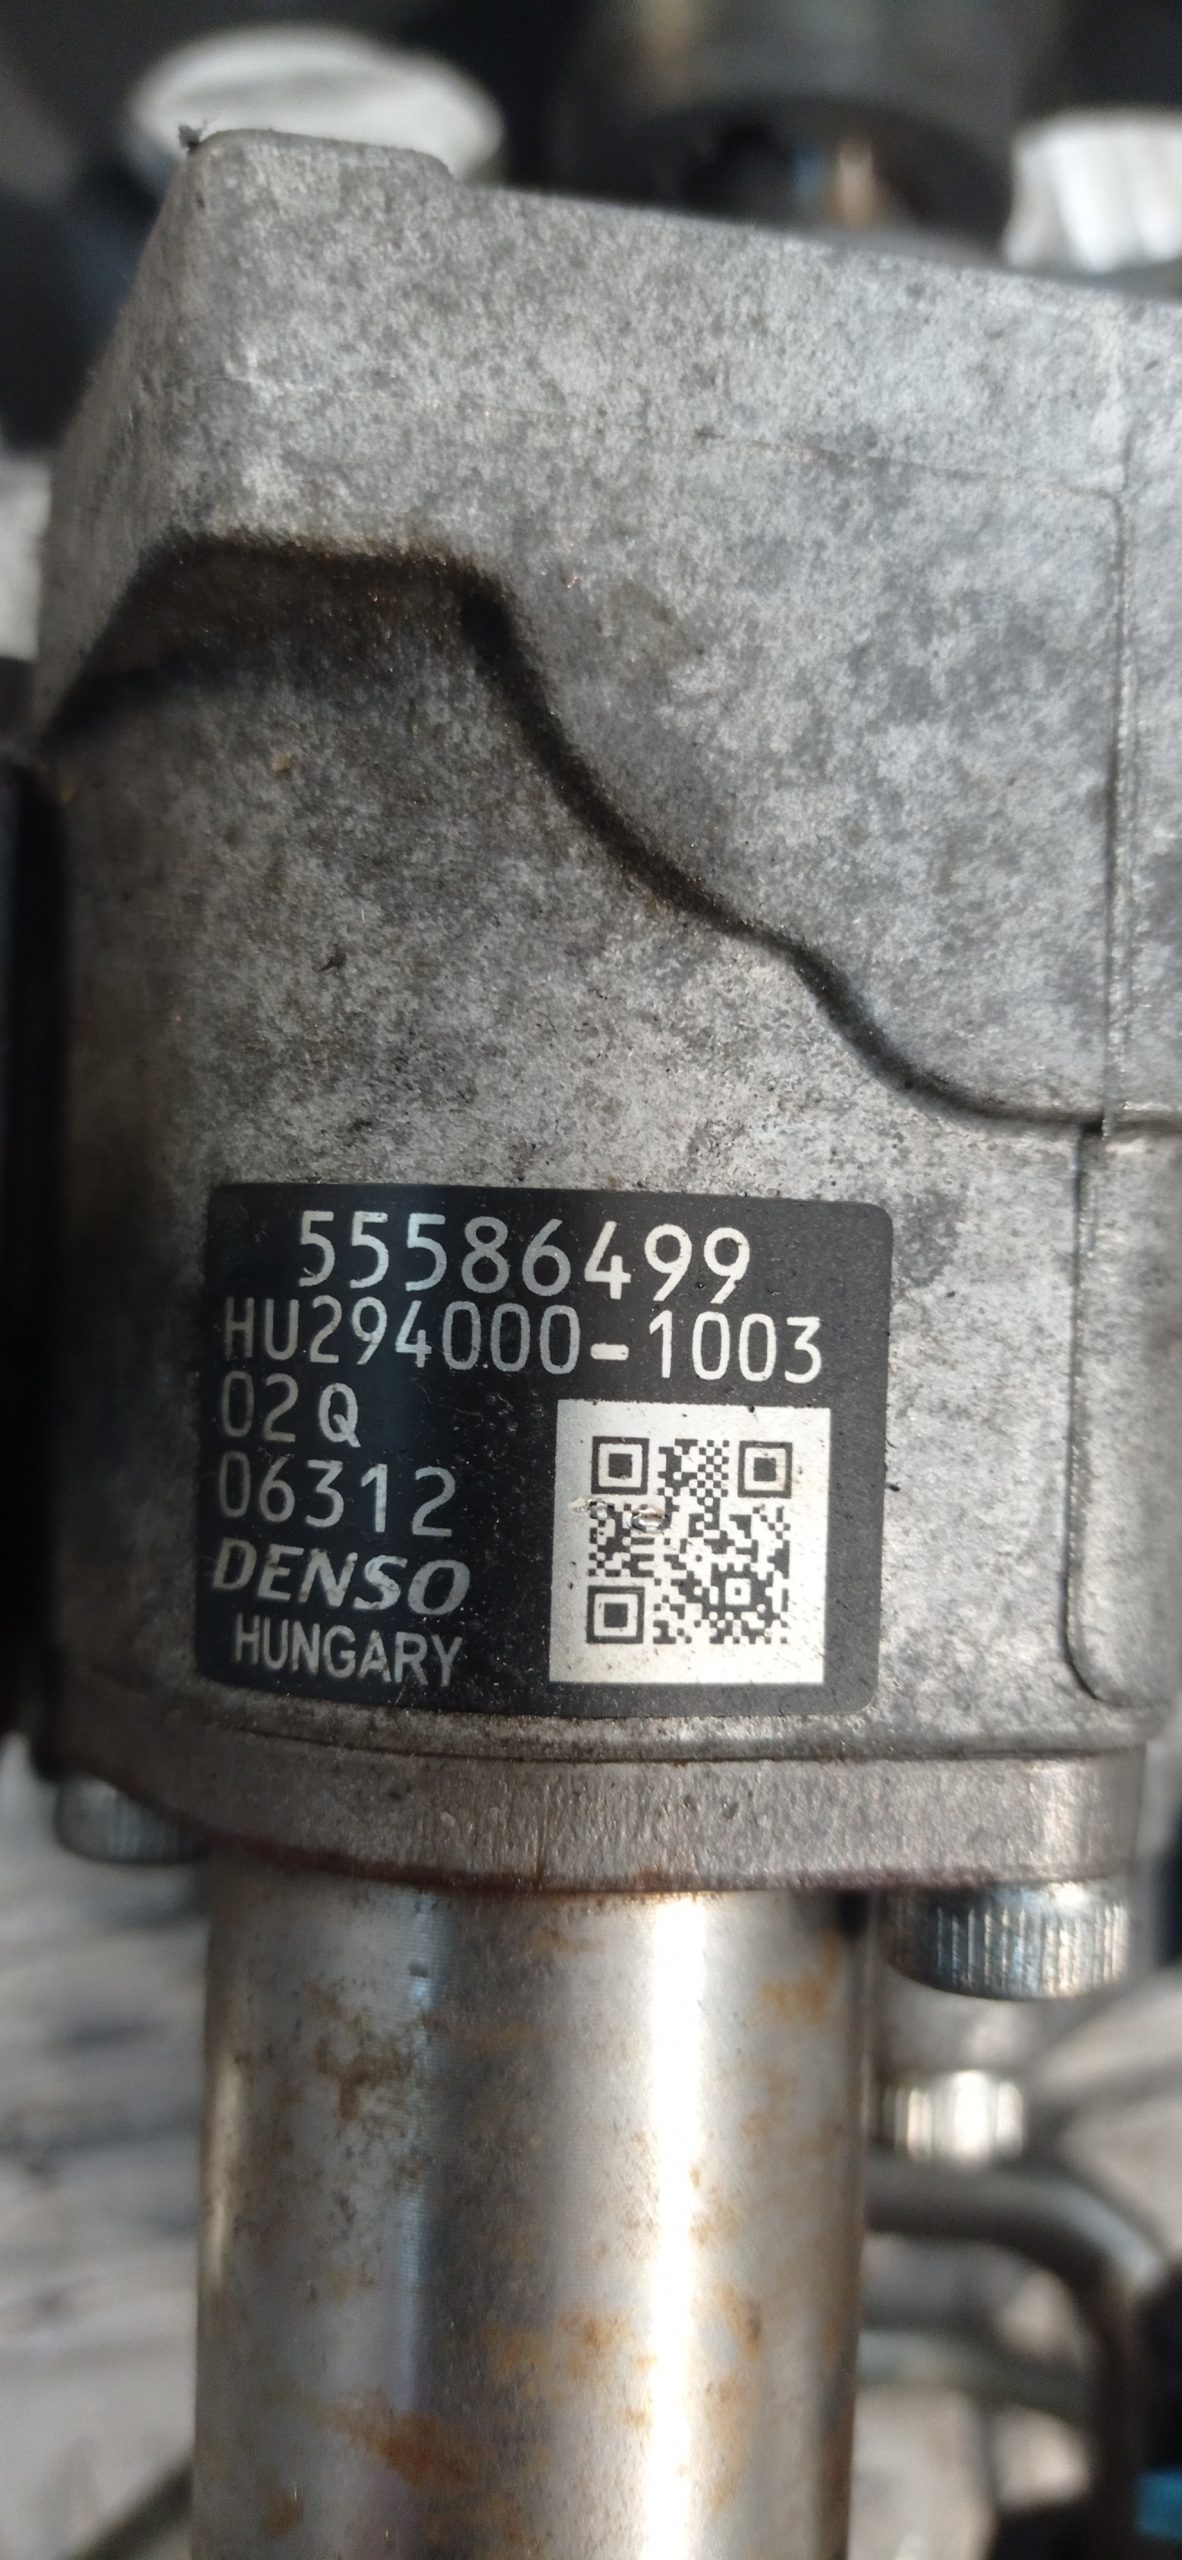 55586499
HU294000-1003
02Q
06312
DENSO
HUNGARY